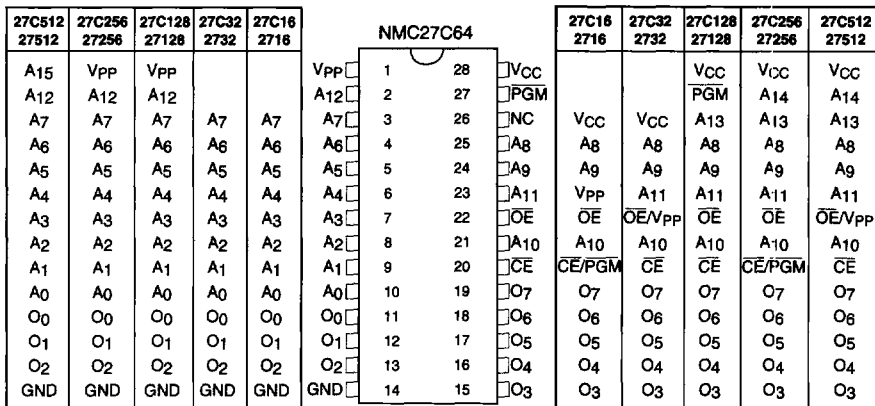 27C512 27C256 27C128 27C32 27C16 NMC27C64 27C16 27C32 27C128 27C256 27C512
27512 27256 27128 2732 2716 2716 2732 27128 27256 27512
A15 VPP VPP VPP 1 28 VCC VCC VCC VCC
A12 A12 A12 A12 2 27 PGM PGM A14 A14
A7 A7 A7 A7 A7 A7 3 26 NC VCC VCC A13 A13 A13
A6 A6 A6 A6 A6 A6 4 25 A8 A8 A8 A8 A8 A8
A5 A5 A5 A5 A5 A5 5 24 A9 A9 A9 A9 A9 A9
A4 A4 A4 A4 A4 A4 6 23 A11 VPP A11 A11 A11 A11
A3 A3 A3 A3 A3 A3 7 22 OE OE OE/VPP OE OE OE/VPP
A2 A2 A2 A2 A2 A2 8 21 A10 A10 A10 A10 A10 A10
A1 A1 A1 A1 A1 A1 9 20 CE CE/PGM CE CE CE/PGM CE
A0 A0 A0 A0 A0 A0 10 19 O7 O7 O7 O7 O7 O7
O0 O0 O0 O0 O0 O0 11 18 O6 O6 O6 O6 O6 O6
O1 O1 O1 O1 O1 O1 12 17 O5 O5 O5 O5 O5 O5
O2 O2 O2 O2 O2 O2 13 16 O4 O4 O4 O4 O4 O4
GND GND GND GND GND GND 14 15 O3 O3 O3 O3 O3 O3